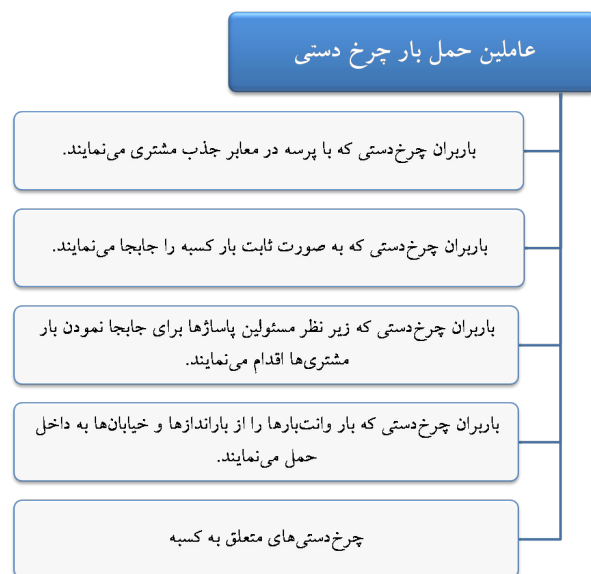 عاملین حمل بار چرخ دستی
باربران چرخ‌دستی که با پرسه در معابر جذب مشتری می‌نمایند.
باربران چرخ‌دستی که به صورت ثابت بار کسبه را جابجا می‌نمایند.
باربران چرخ‌دستی که زیر نظر مسئولین پاساژها برای جابجا نمودن بار
مشتری‌ها اقدام می‌نمایند.
باربران چرخ‌دستی که بار وانت‌بارها را از باراندازها و خیابان‌ها به داخل
حمل می‌نمایند.
چرخ‌دستی‌های متعلق به کسبه